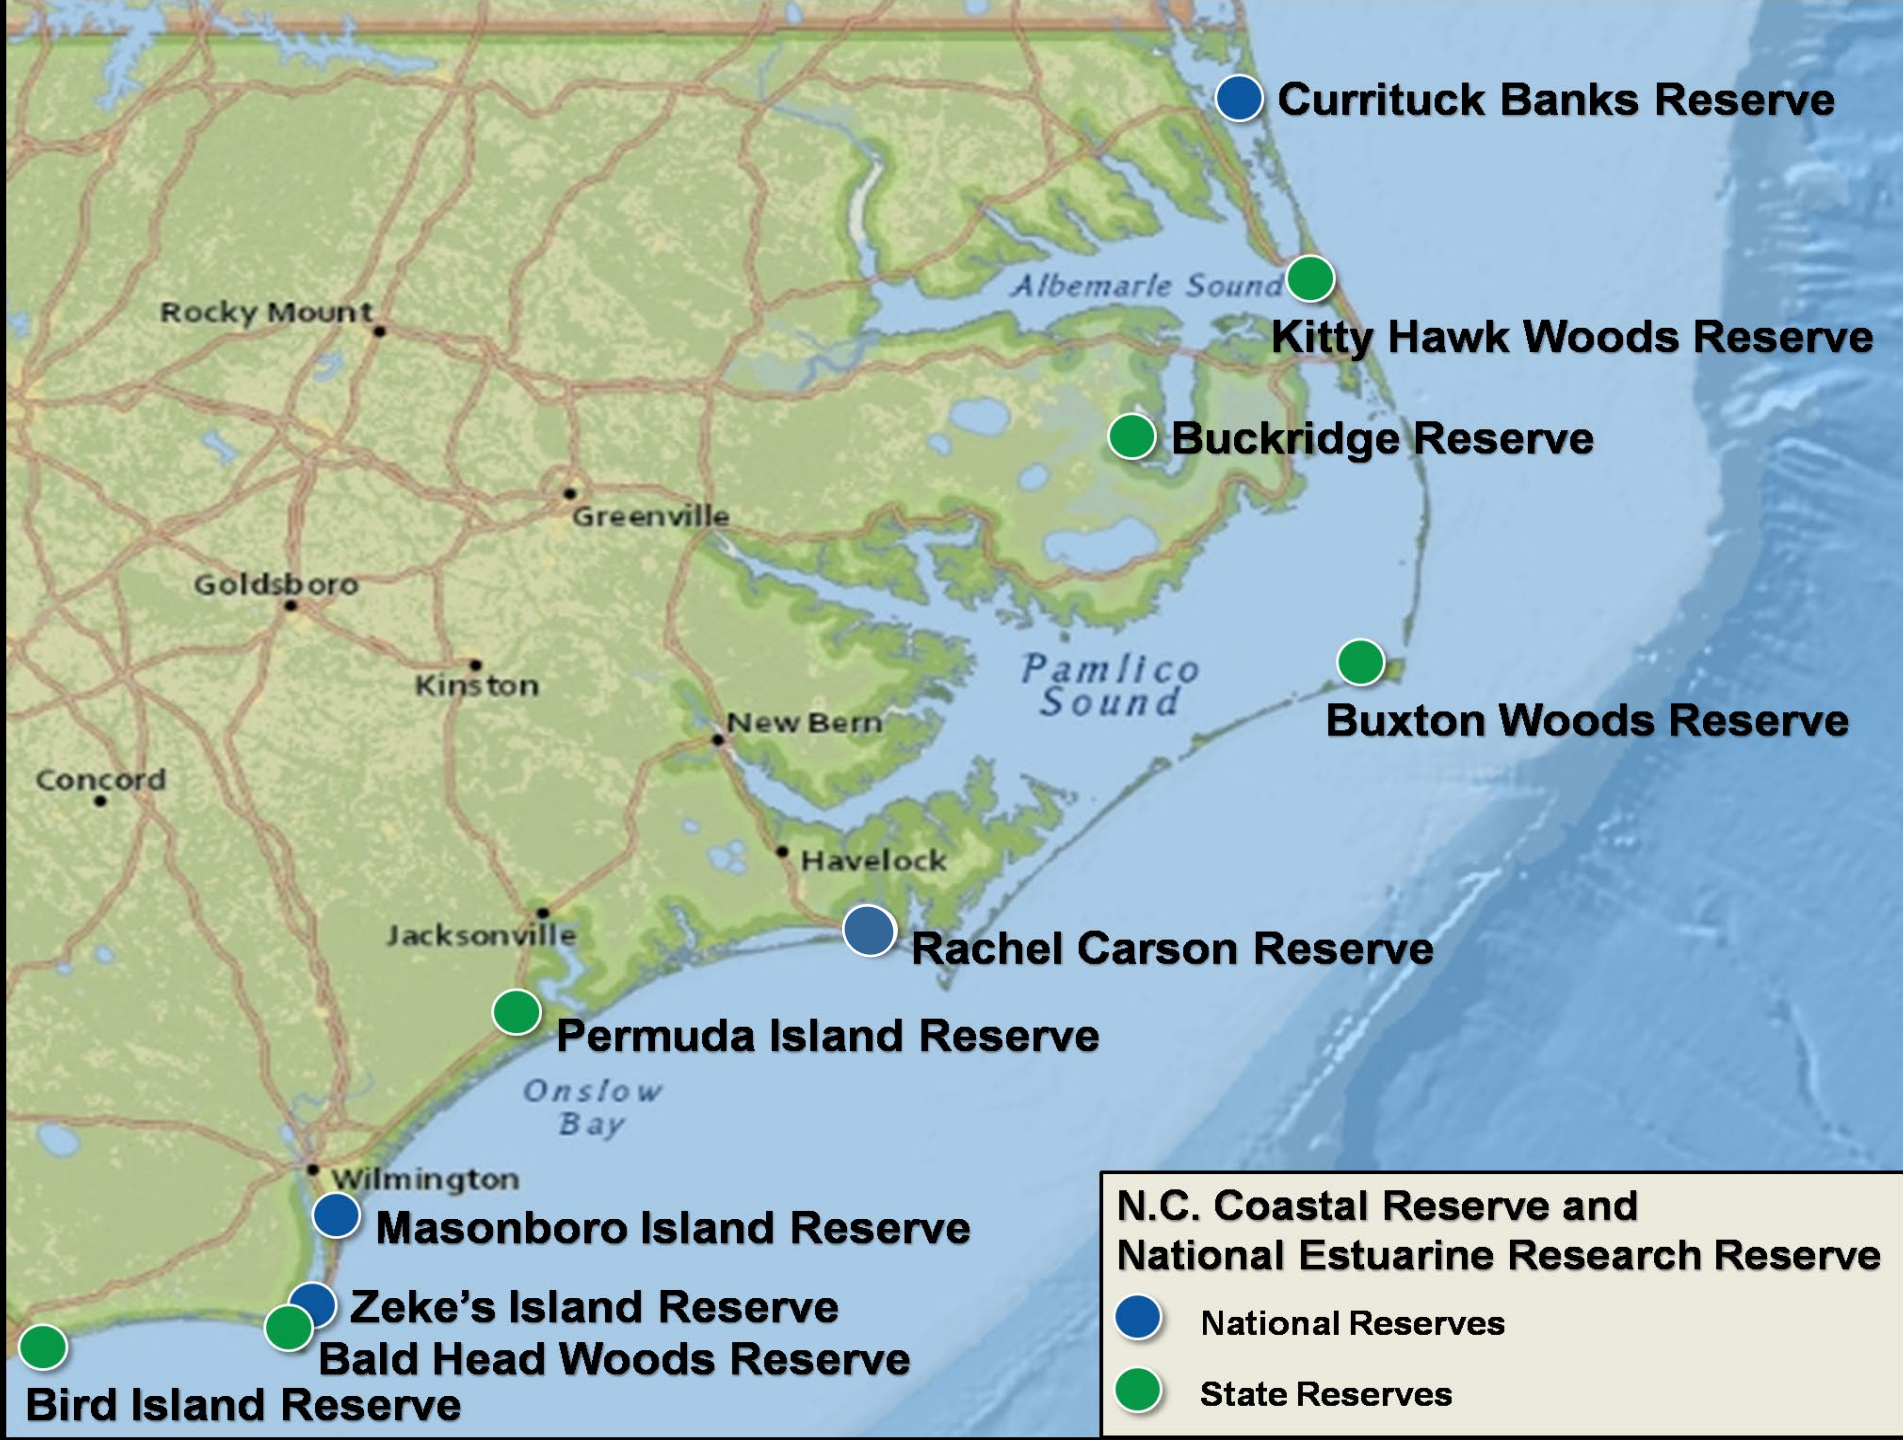 Currituck Banks Reserve
Albemarle Sound
Rocky Mount
Kitty Hawk Woods Reserve
Buckridge Reserve
Greenville
Goldsboro
Pamlico
Sound
Kinston
Buxton Woods Reserve
New Bern
Concord
Havelock
Jacksonville
Rachel Carson Reserve
Permuda Island Reserve
Onslow
Bay
Wilmington
Masonboro Island Reserve
Zeke's Island Reserve
Bald Head Woods Reserve
Bird Island Reserve
N.C. Coastal Reserve and
National Estuarine Research Reserve
National Reserves
State Reserves